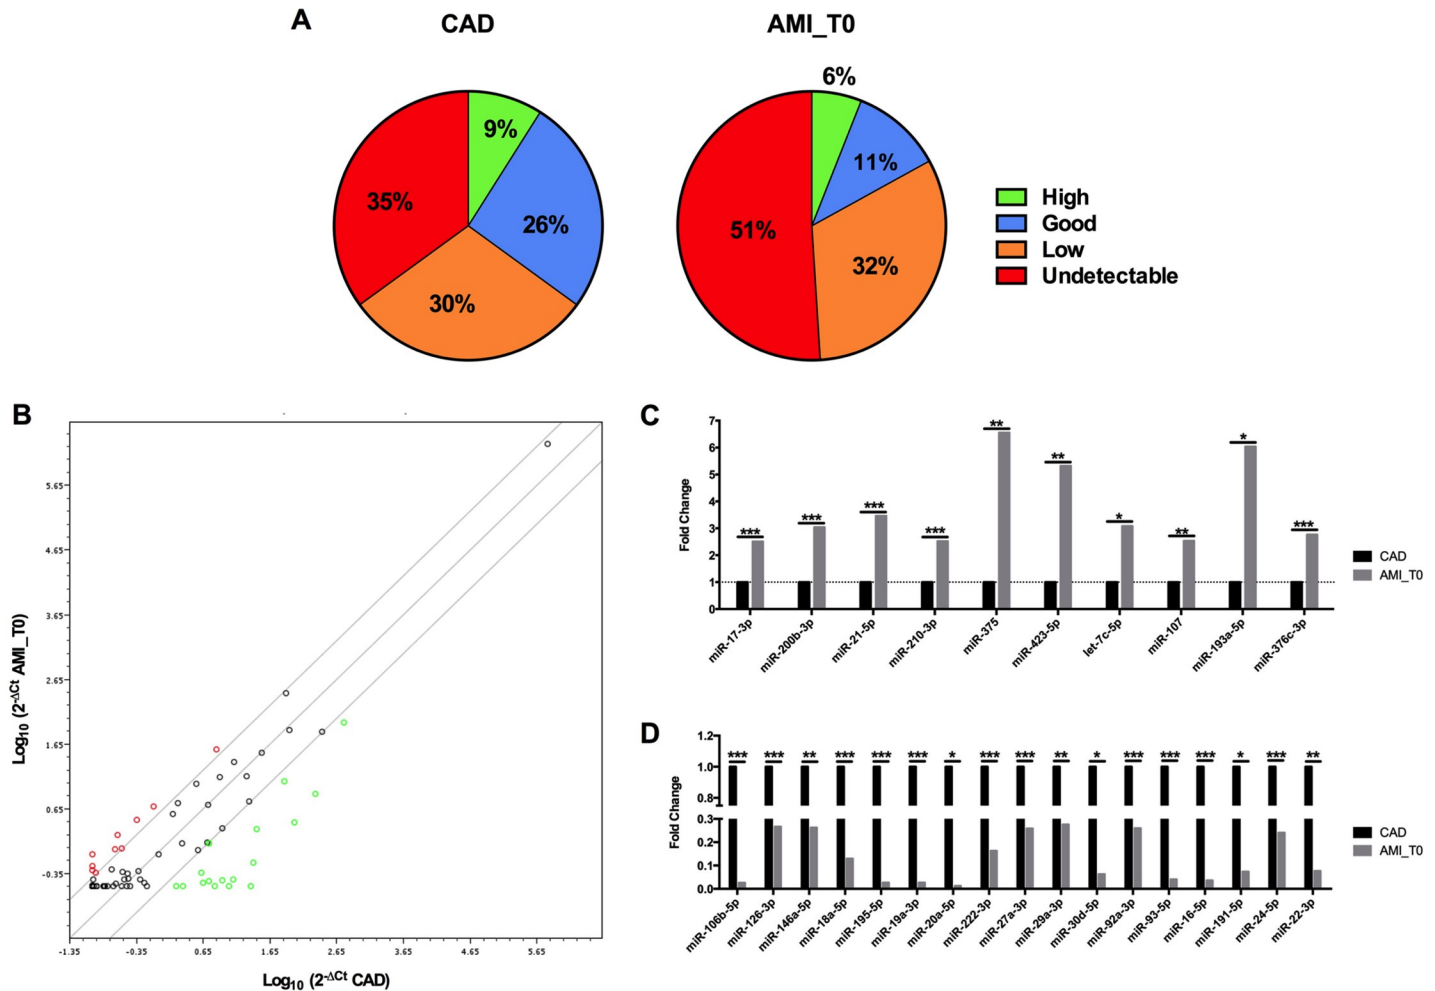 A
CAD
AMI_T0
9%
26%
30%
35%
6%
11%
32%
51%
High
Good
Low
Undetectable
B
Log10 (2-ΔCt AMI_T0)
5.65
4.65
3.65
2.65
1.65
0.65
-0.35
-1.35
-0.35
0.65
1.65
2.65
3.65
4.65
5.65
Log10 (2-ΔCt CAD)
C
Fold Change
7
6
5
4
3
2
1
0
***
***
***
***
**
**
*
**
*
***
miR-17-3p
miR-200b-3p
miR-21-5p
miR-210-3p
miR-375
miR-423-5p
let-7c-5p
miR-107
miR-193a-5p
miR-376c-3p
CAD
AMI_T0
D
Fold Change
1.2
1.0
0.8
0.3
0.2
0.1
0.0
***
***
**
***
***
***
*
***
***
**
*
***
***
***
*
***
**
miR-106b-5p
miR-126-3p
miR-146a-5p
miR-18a-5p
miR-195-5p
miR-19a-3p
miR-20a-5p
miR-222-3p
miR-27a-3p
miR-29a-3p
miR-30d-5p
miR-92a-3p
miR-93-5p
miR-16-5p
miR-191-5p
miR-24-5p
miR-22-3p
CAD
AMI_T0